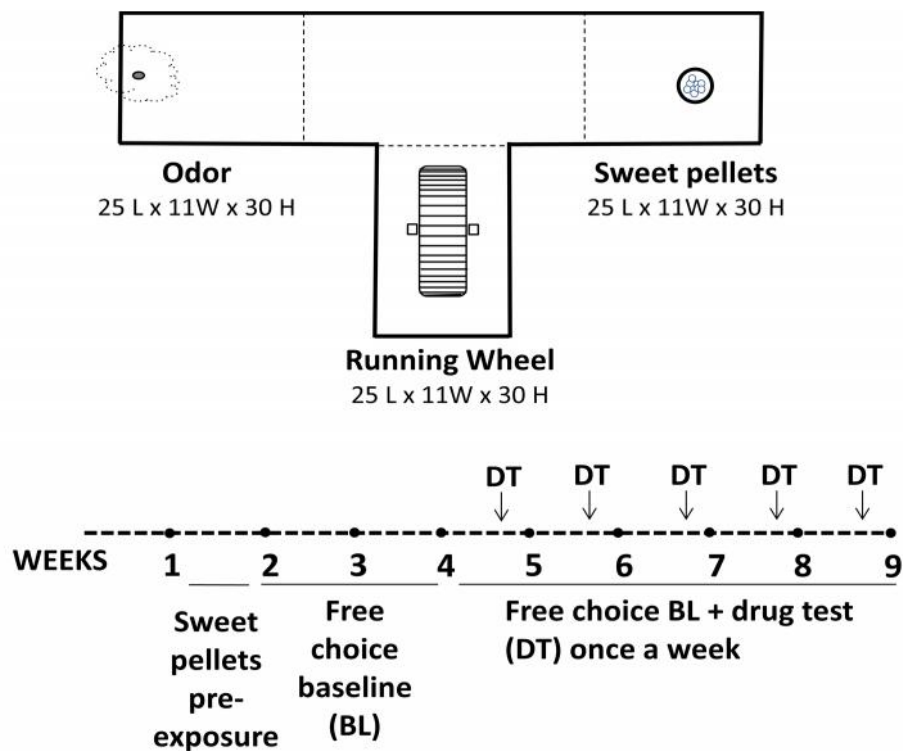 Odor
25 L x 11W x 30 H
Sweet pellets
25 L x 11W x 30 H
Running Wheel
25 L x 11W x 30 H
DT DT DT DT DT
WEEKS 1 2 3 4 5 6 7 8 9
Sweet
pellets
pre-
exposure
Free
choice
baseline
(BL)
Free choice BL + drug test
(DT) once a week